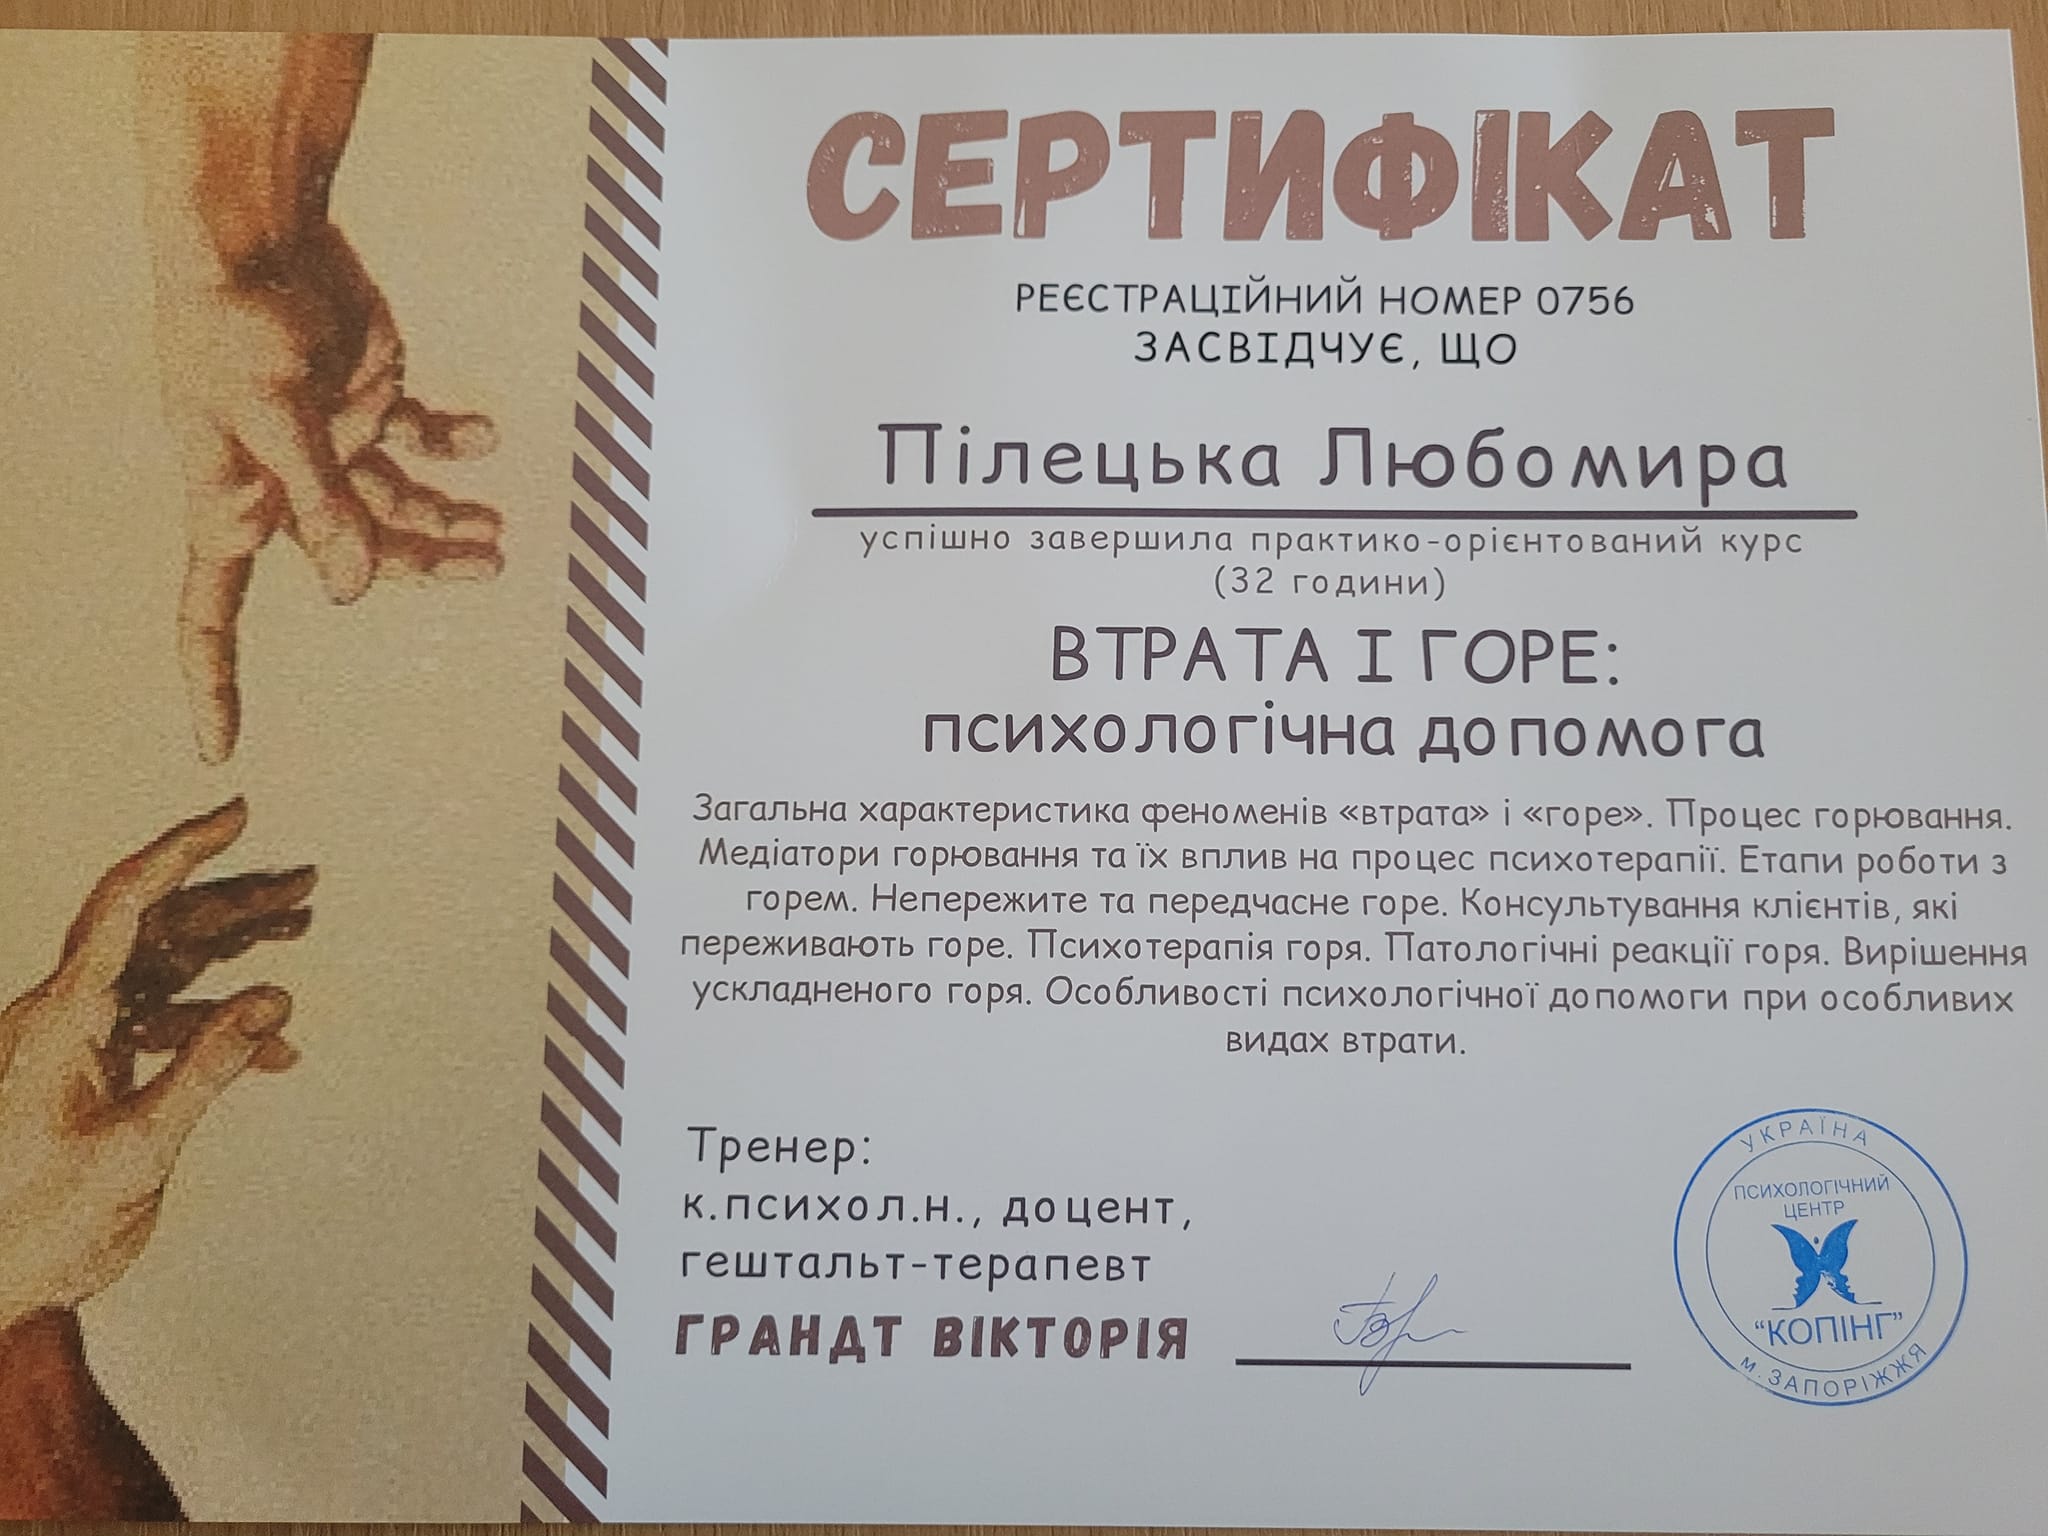 СЕРТИФІКАТ
РЕЄСТРАЦІЙНИЙ НОМЕР 0756
ЗАСВІДЧУЄ, ЩО
Пілецька Любомира
успішно завершила практико-орієнтований курс
(32 години)
ВТРАТА І ГОРЕ:
психологічна допомога
Загальна характеристика феноменів «втрата» і «горе». Процес горювання.
Медіатори горювання та їх вплив на процес психотерапії. Етапи роботи з
горем. Непережите та передчасне горе. Консультування клієнтів, які
переживають горе. Психотерапія горя. Патологічні реакції горя. Вирішення
ускладненого горя. Особливості психологічної допомоги при особливих
видах втрати.
Тренер:
к.психол.н., доцент,
гештальт-терапевт
ГРАНДТ ВІКТОРІЯ
УКРАЇНА
ПСИХОЛОГІЧНИЙ
ЦЕНТР
"КОПІНГ"
м. ЗАПОРІЖЖЯ